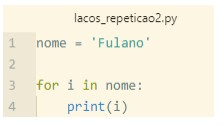 lacos_repeticao2.py
1 nome = 'Fulano'
2
3 for i in nome:
4     print(i)